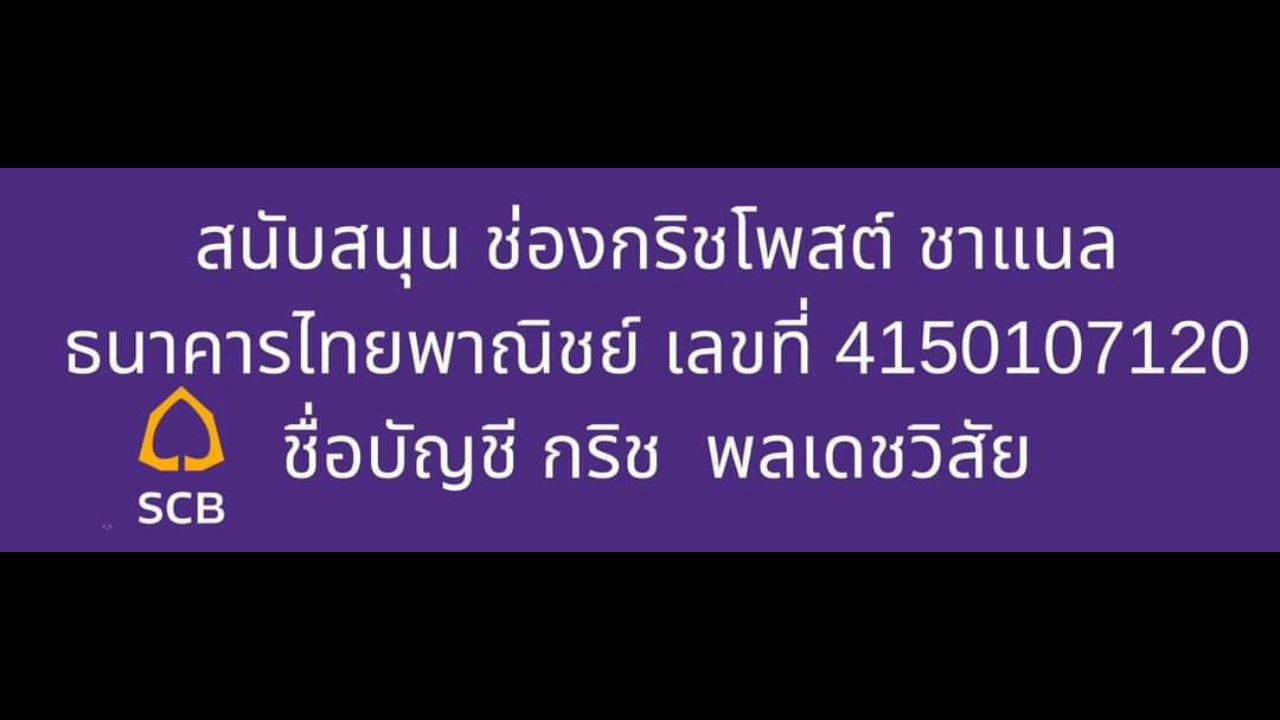 สนับสนุน ช่องกริชโพสต์ ชาแนล
ธนาคารไทยพาณิชย์ เลขที่ 4150107120
ชื่อบัญชี กริช พลเดชวิสัย
SCB